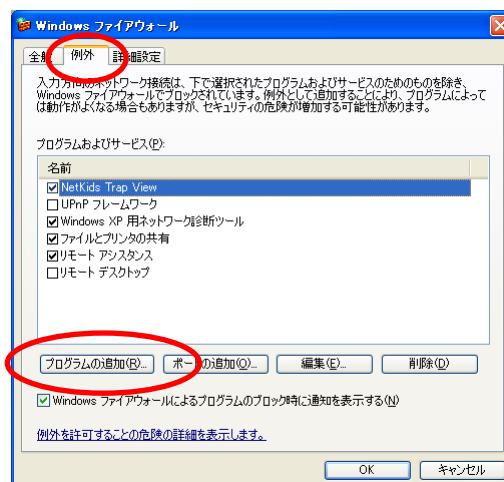 Windows ファイアウォール
全般 例外 詳細設定
入力方向のネットワーク接続は、下で選択されたプログラムおよびサービスのためのものを除き、
Windows ファイアウォールでブロックされています。例外として追加することにより、プログラムによって
は動作がよくなる場合もありますが、セキュリティの危険が増加する可能性があります。
プログラムおよびサービス(P):
名前
NetKids Trap View
UPnP フレームワーク
Windows XP 用ネットワーク診断ツール
ファイルとプリンタの共有
リモート アシスタンス
リモート デスクトップ
プログラムの追加(R)... ポートの追加(O)... 編集(E)... 削除(D)
Windows ファイアウォールによるプログラムのブロック時に通知を表示する(N)
例外を許可することの危険の詳細を表示します。
OK キャンセル